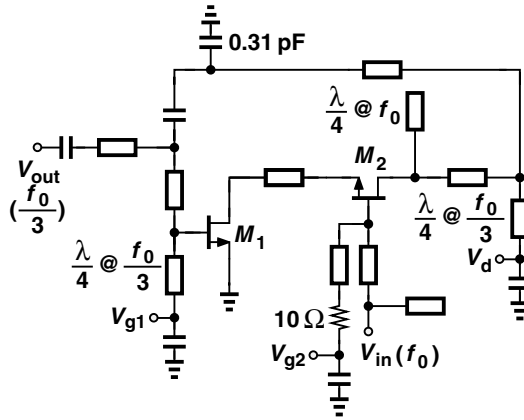 0.31 pF
λ/4 @ f0
M2
Vout
(f0/3)
M1
λ/4 @ f0/3
λ/4 @ f0/3
Vd
Vg1
10 Ω
Vg2
Vin (f0)